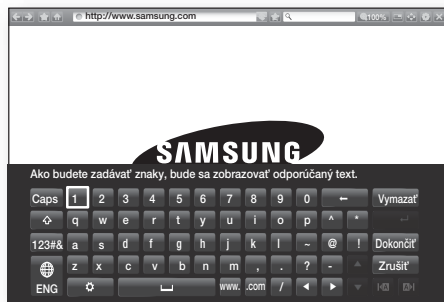 http://www.samsung.com 100%
SAMSUNG
Ako budete zadávať znaky, bude sa zobrazovať odporúčaný text.
Caps 1 2 3 4 5 6 7 8 9 0 ← Vymazať
q w e r t y u i o p ^ *
123#& a s d f g h j k l ~ @ ! Dokončiť
z x c v b n m , . ? - Zrušiť
ENG www. .com /